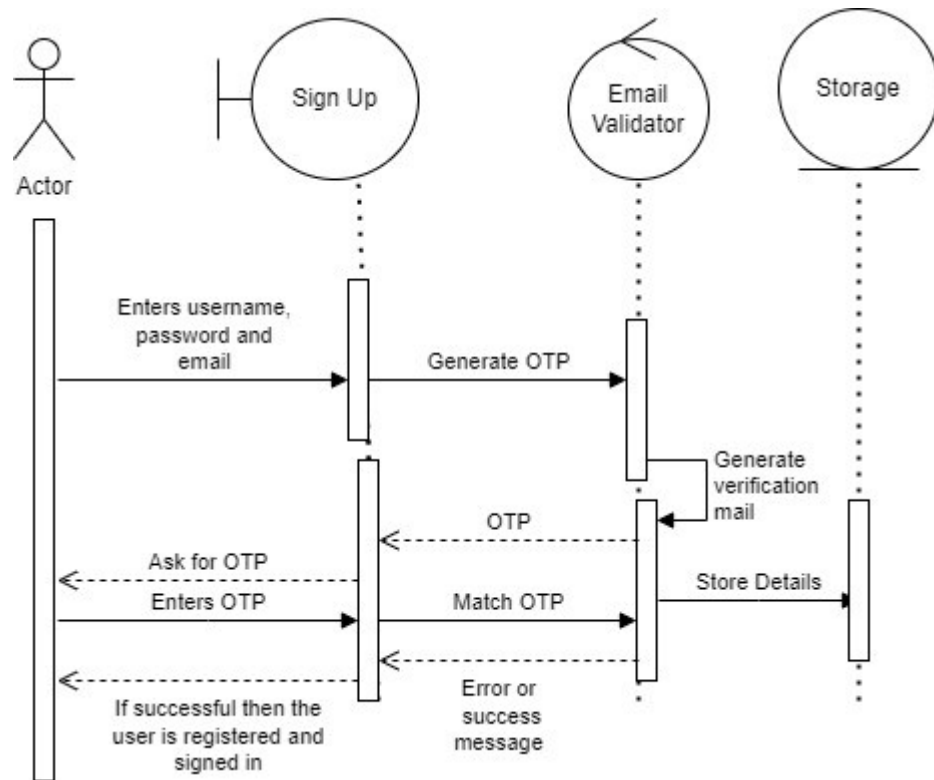 Sign Up
Email
Validator
Storage
Actor
Enters username,
password and
email
Generate OTP
Generate
verification
mail
OTP
Ask for OTP
Store Details
Enters OTP
Match OTP
Error or
success
message
If successful then the
user is registered and
signed in